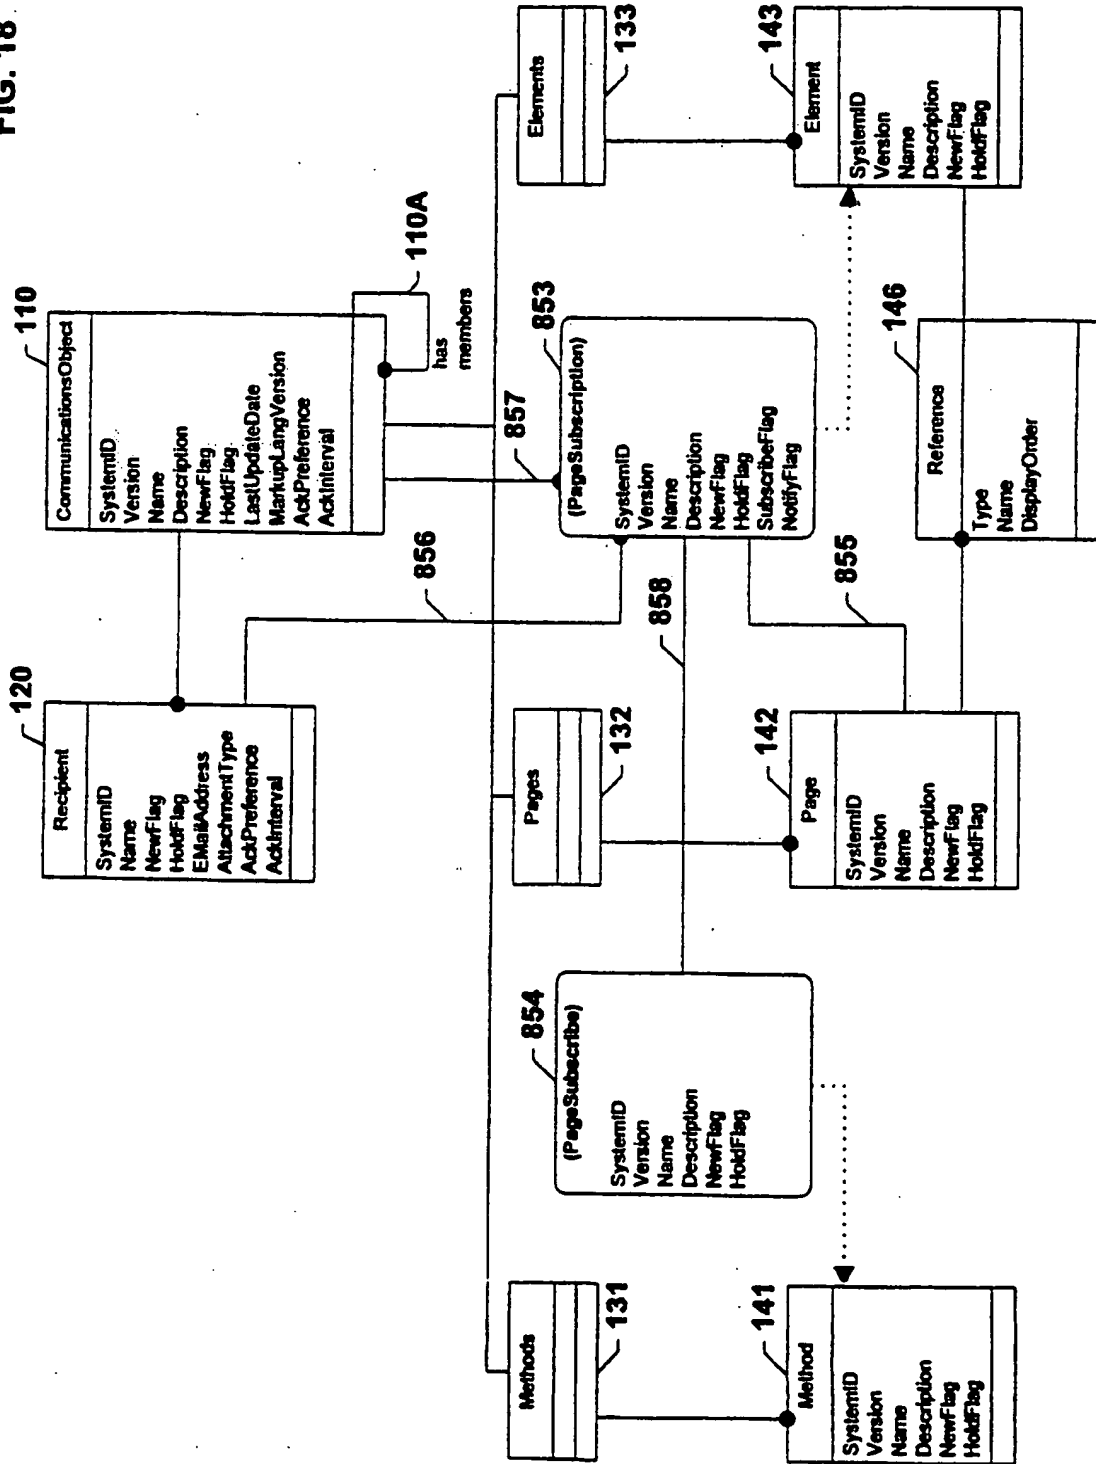 FIG. 18
110
CommunicationsObject
SystemID
Version
Name
Description
NewFlag
HoldFlag
LastUpdateDate
MarkupLangVersion
AckPreference
AckInterval
110A
has
members
120
Recipient
SystemID
Name
NewFlag
HoldFlag
EMailAddress
AttachmentType
AckPreference
AckInterval
856
857
Methods
131
Pages
132
Elements
133
854
(PageSubscribe)
SystemID
Version
Name
Description
NewFlag
HoldFlag
858
853
(PageSubscription)
SystemID
Version
Name
Description
NewFlag
HoldFlag
SubscribeFlag
NotifyFlag
855
141
Method
SystemID
Version
Name
Description
NewFlag
HoldFlag
142
Page
SystemID
Version
Name
Description
NewFlag
HoldFlag
146
Reference
Type
Name
DisplayOrder
143
Element
SystemID
Version
Name
Description
NewFlag
HoldFlag